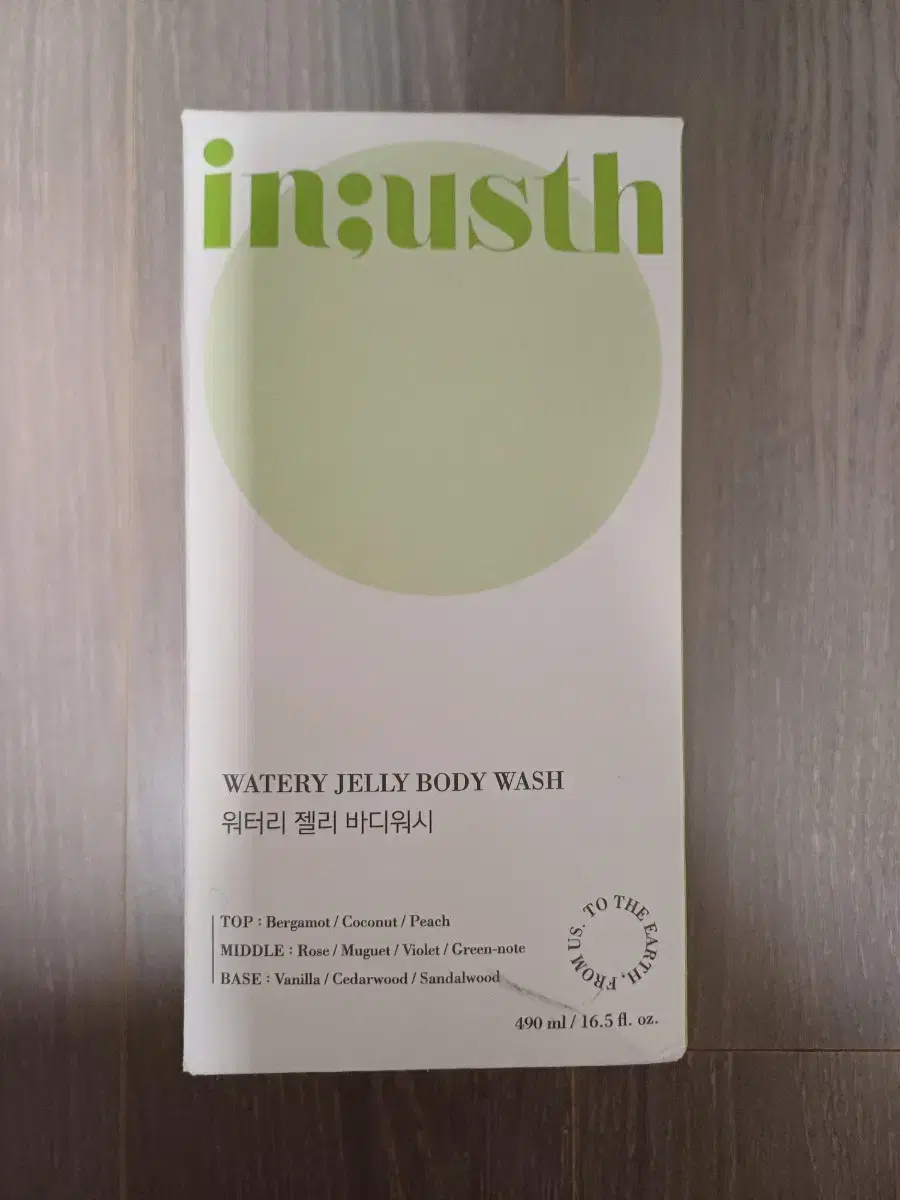 in;usth
WATERY JELLY BODY WASH
워터리 젤리 바디워시
TOP : Bergamot / Coconut / Peach
MIDDLE : Rose / Muguet / Violet / Green-note
BASE : Vanilla / Cedarwood / Sandalwood
TO THE EARTH, FROM US.
490 ml / 16.5 fl. oz.